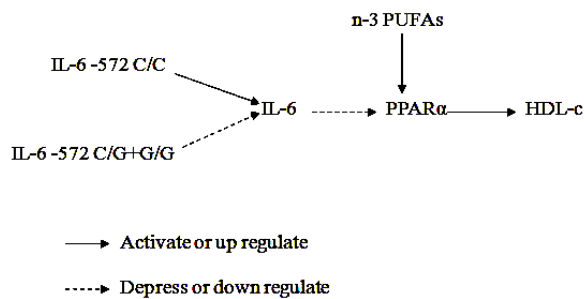 n-3 PUFAs
IL-6 -572 C/C
IL-6
PPARα
HDL-c
IL-6 -572 C/G+G/G
Activate or up regulate
Depress or down regulate